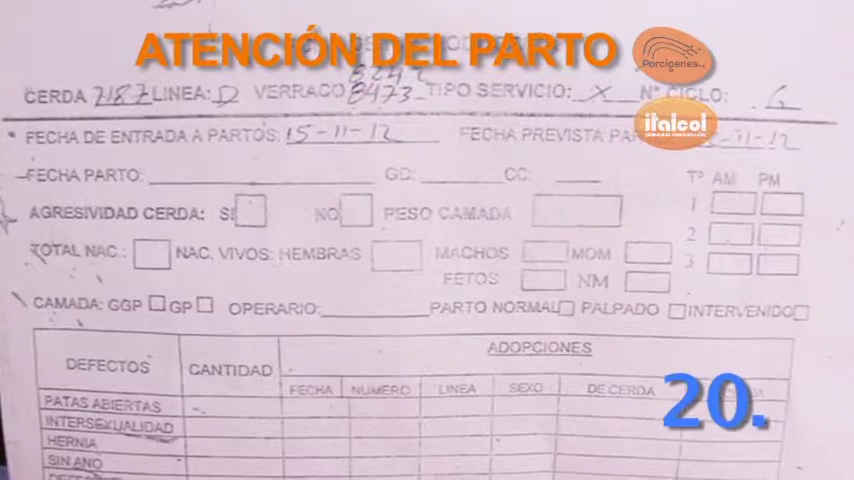 ATENCIÓN DEL PARTO
Porcigenes
italcol
CERDA 7187 LINEA: D VERRACO 8473 TIPO SERVICIO: X N° CICLO: 6
FECHA DE ENTRADA A PARTOS: 15-11-12 FECHA PREVISTA -11-12
FECHA PARTO: GD: CC: Tº AM PM
AGRESIVIDAD CERDA: SI NO PESO CAMADA 1
2
TOTAL NAC.: NAC. VIVOS: HEMBRAS MACHOS MOM 3
FETOS NM
CAMADA: GGP GP OPERARIO: PARTO NORMAL PALPADO INTERVENIDO
DEFECTOS CANTIDAD ADOPCIONES
FECHA NUMERO LINEA SEXO DE CERDA
PATAS ABIERTAS
INTERSEXUALIDAD
HERNIA
SIN ANO
20.